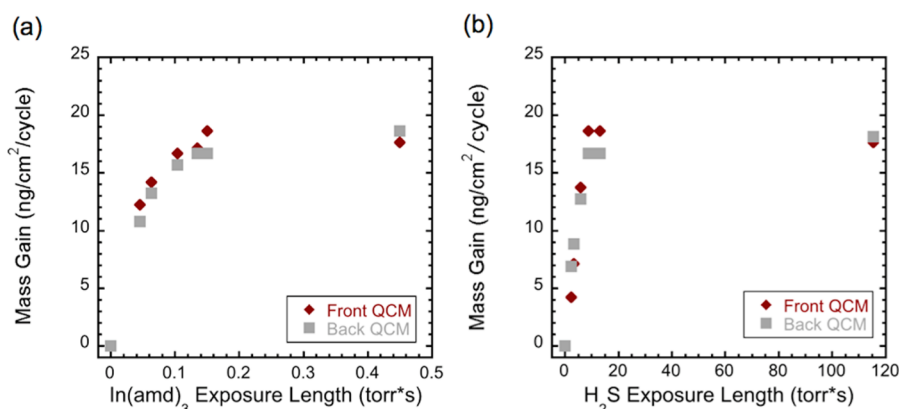 (a)
25
20
15
10
5
0
Mass Gain (ng/cm²/cycle)
0
0.1
0.2
0.3
0.4
0.5
In(amd)₃ Exposure Length (torr*s)
Front QCM
Back QCM
(b)
25
20
15
10
5
0
Mass Gain (ng/cm²/cycle)
0
20
40
60
80
100
120
H₂S Exposure Length (torr*s)
Front QCM
Back QCM